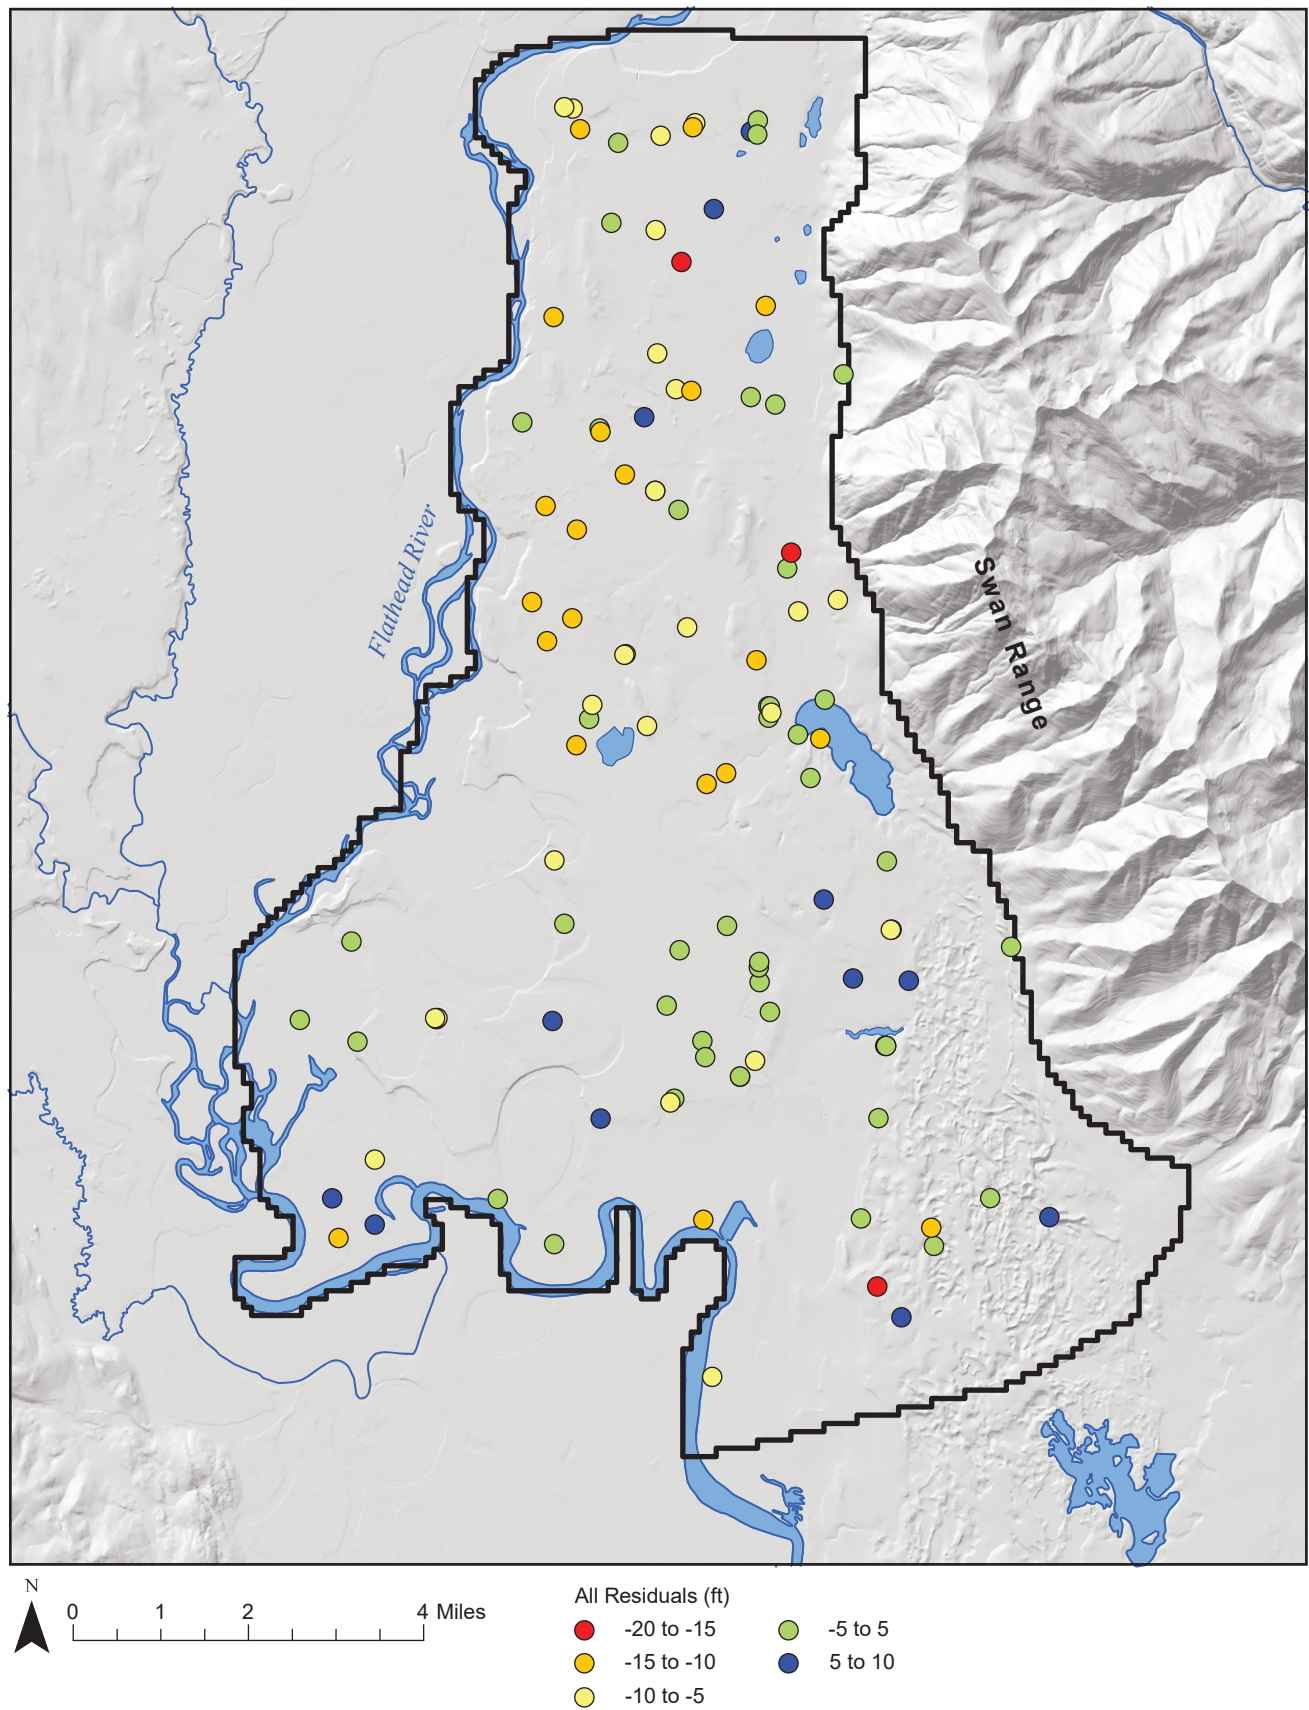 Flathead River
Swan Range
N
0 1 2 4 Miles
All Residuals (ft)
-20 to -15
-15 to -10
-10 to -5
-5 to 5
5 to 10